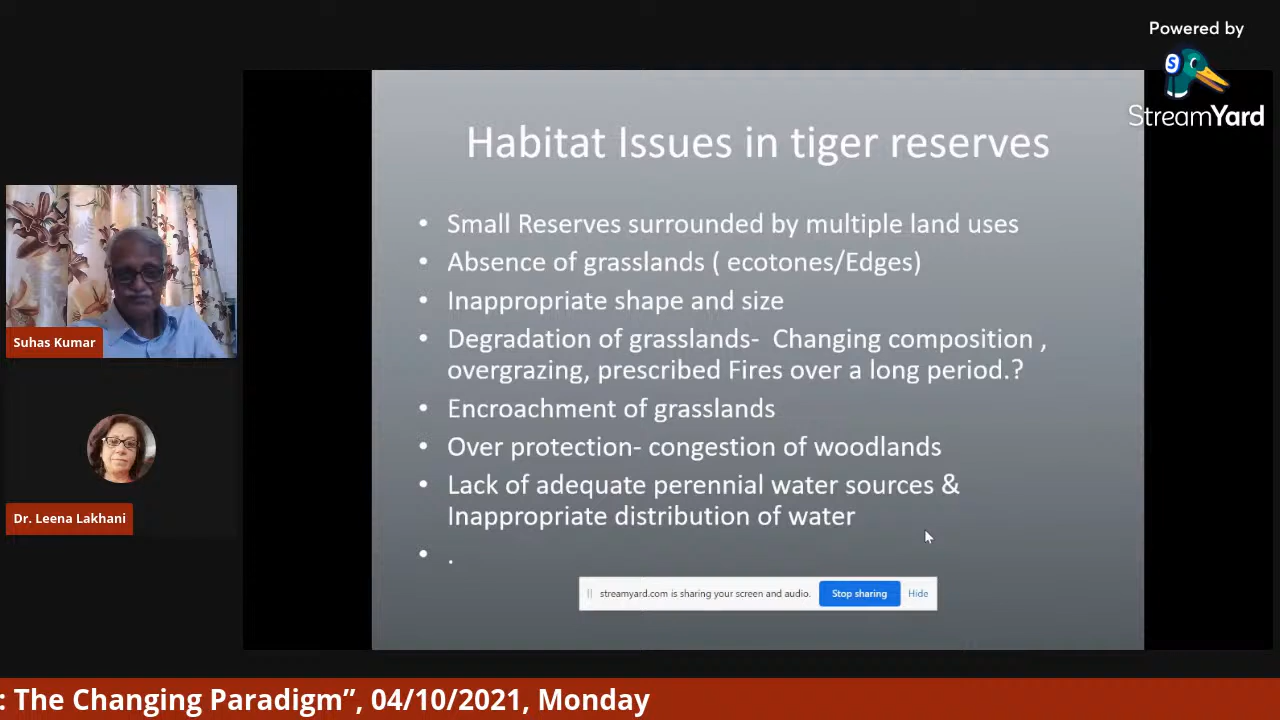 Powered by
StreamYard
Habitat Issues in tiger reserves
• Small Reserves surrounded by multiple land uses
• Absence of grasslands ( ecotones/Edges)
• Inappropriate shape and size
• Degradation of grasslands-  Changing composition ,
overgrazing, prescribed Fires over a long period.?
• Encroachment of grasslands
• Over protection- congestion of woodlands
• Lack of adequate perennial water sources &
Inappropriate distribution of water
• .
streamyard.com is sharing your screen and audio. Stop sharing Hide
Suhas Kumar
Dr. Leena Lakhani
: The Changing Paradigm”, 04/10/2021, Monday